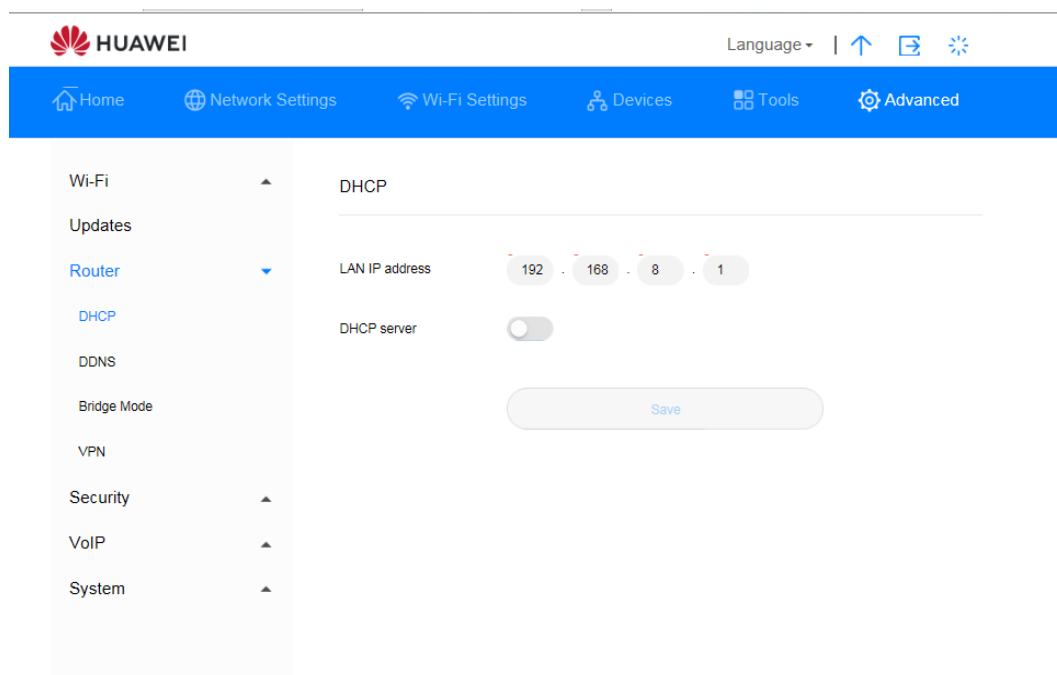 HUAWEI
Language
Home Network Settings Wi-Fi Settings Devices Tools Advanced
Wi-Fi
Updates
Router
DHCP
DDNS
Bridge Mode
VPN
Security
VoIP
System
DHCP
LAN IP address 192 . 168 . 8 . 1
DHCP server
Save